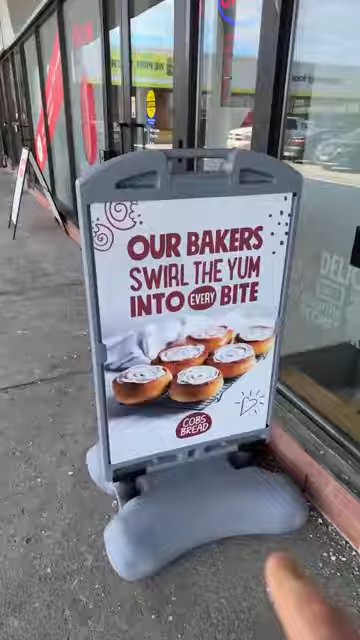 OUR BAKERS
SWIRL THE YUM
INTO EVERY BITE
COBS
BREAD